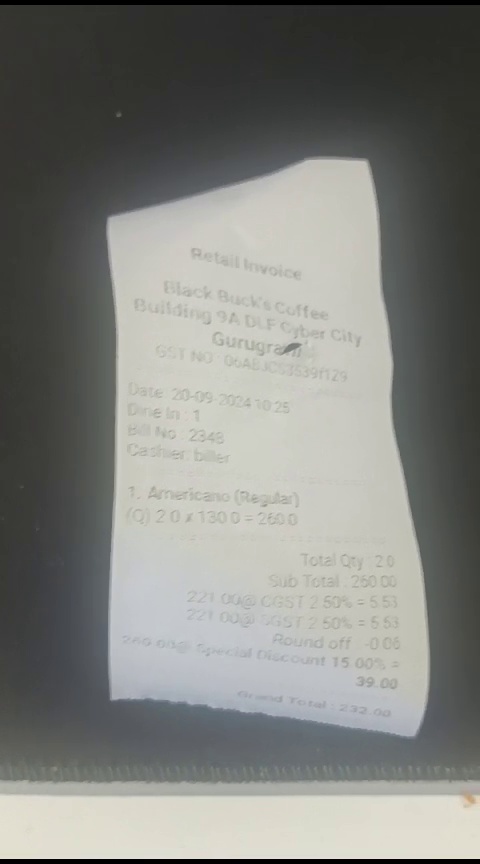 Retail Invoice
Black Buck's Coffee
Building 9A DLF Cyber City
Gurugram
GST NO
Date: 20-09-2024 10:25
Dine In : 1
Bill No : 2348
Cashier: biller
1. Americano (Regular)
(Q) 2.0 x 130.0 = 260.0
Total Qty : 2.0
Sub Total : 260.00
221.00@ CGST 2.50% = 5.53
221.00@ SGST 2.50% = 5.53
Round off -0.06
260.00@ Special Discount 15.00% =
39.00
Grand Total : 232.00